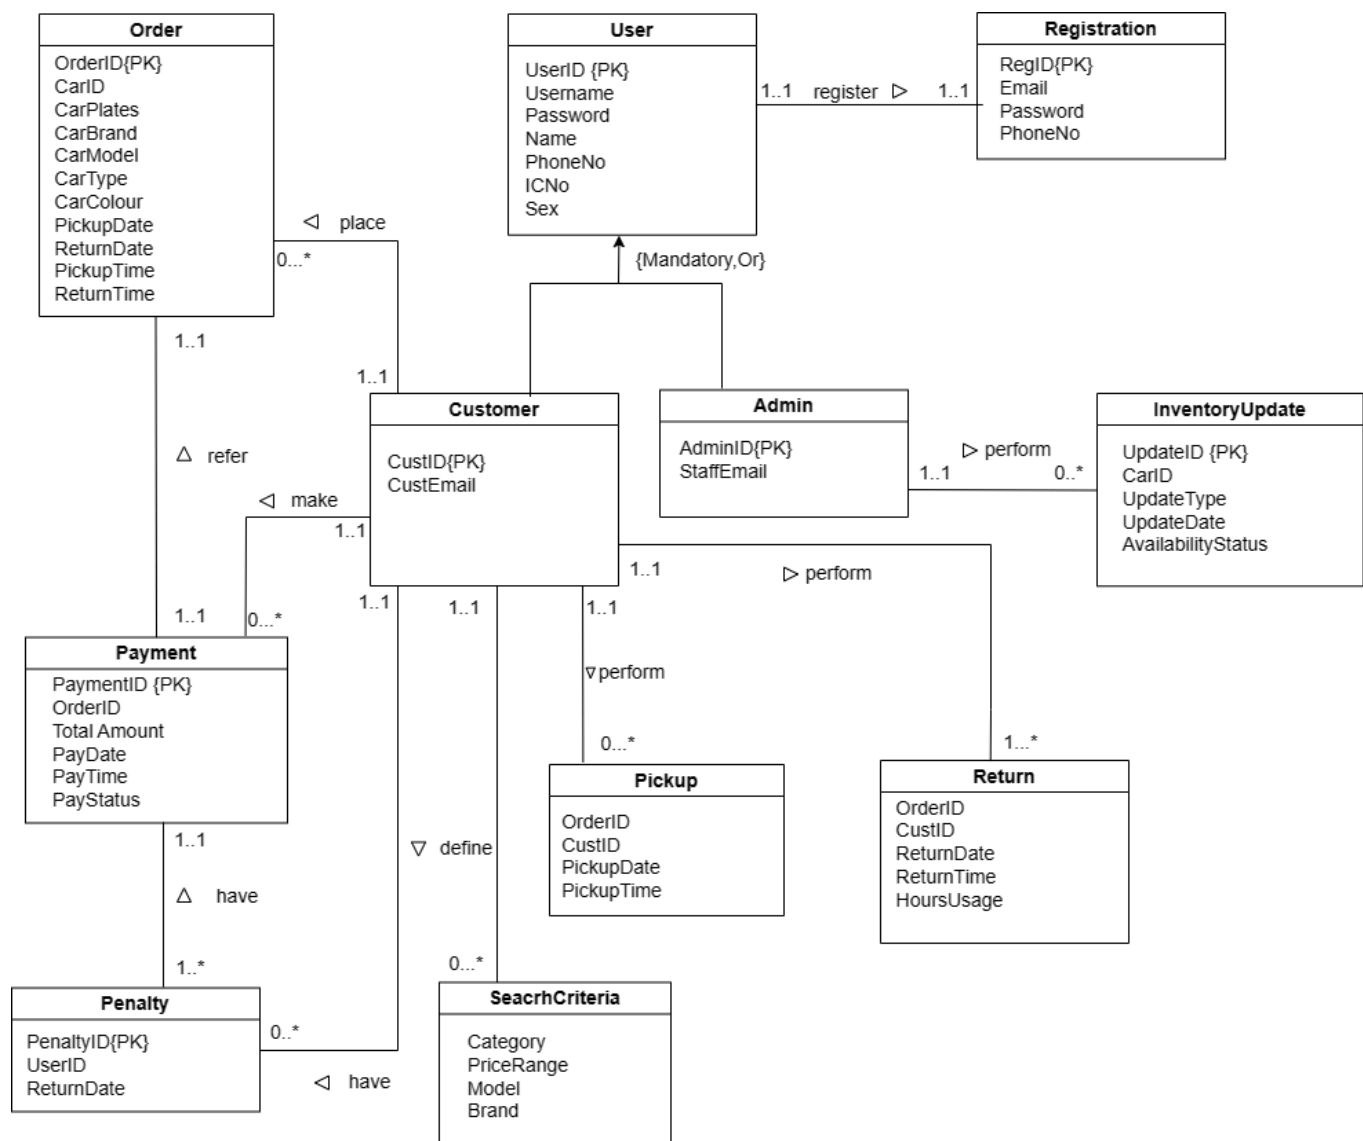 Order
OrderID{PK}
CarID
CarPlates
CarBrand
CarModel
CarType
CarColour
PickupDate
ReturnDate
PickupTime
ReturnTime
User
UserID {PK}
Username
Password
Name
PhoneNo
ICNo
Sex
1..1 register ▷ 1..1
Registration
RegID{PK}
Email
Password
PhoneNo
◁ place
0...*
1..1
{Mandatory,Or}
1..1
△ refer
1..1
Customer
CustID{PK}
CustEmail
Admin
AdminID{PK}
StaffEmail
▷ perform
1..1
0..*
InventoryUpdate
UpdateID {PK}
CarID
UpdateType
UpdateDate
AvailabilityStatus
◁ make
1..1
0...*
1..1
1..1
1..1
1..1
▷ perform
1...*
▽ perform
0...*
Payment
PaymentID {PK}
OrderID
Total Amount
PayDate
PayTime
PayStatus
1..1
△ have
1..*
▽ define
0...*
Pickup
OrderID
CustID
PickupDate
PickupTime
Return
OrderID
CustID
ReturnDate
ReturnTime
HoursUsage
Penalty
PenaltyID{PK}
UserID
ReturnDate
0..*
◁ have
SeacrhCriteria
Category
PriceRange
Model
Brand